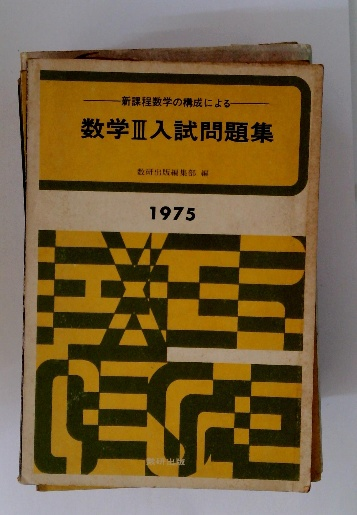 新課程数学の構成による
数学Ⅲ入試問題集
数研出版編集部 編
1975
EXER
CISE
数研出版